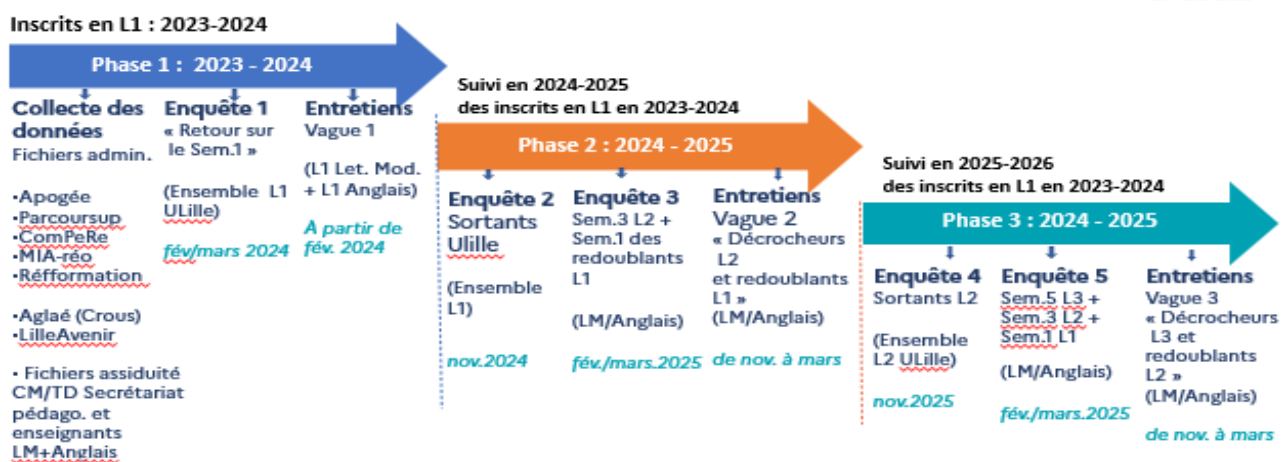 Inscrits en L1 : 2023-2024
Phase 1 : 2023 - 2024
Collecte des
données
Fichiers admin.
•Apogée
•Parcoursup
•ComPeRe
•MIA-réo
•Réfformation
•Aglaé (Crous)
•LilleAvenir
• Fichiers assiduité
CM/TD Secrétariat
pédago. et
enseignants
LM+Anglais
Enquête 1
« Retour sur
le Sem.1 »
(Ensemble L1
ULille)
fév/mars 2024
Entretiens
Vague 1
(L1 Let. Mod.
+ L1 Anglais)
À partir de
fév. 2024
Suivi en 2024-2025
des inscrits en L1 en 2023-2024
Phase 2 : 2024 - 2025
Enquête 2
Sortants
Ulille
(Ensemble
L1)
nov.2024
Enquête 3
Sem.3 L2 +
Sem.1 des
redoublants
L1
(LM/Anglais)
fév./mars.2025
Entretiens
Vague 2
« Décrocheurs
L2
et redoublants
L1 »
(LM/Anglais)
de nov. à mars
Suivi en 2025-2026
des inscrits en L1 en 2023-2024
Phase 3 : 2024 - 2025
Enquête 4
Sortants L2
(Ensemble
L2 ULille)
nov.2025
Enquête 5
Sem.5 L3 +
Sem.3 L2 +
Sem.1 L1
(LM/Anglais)
fév./mars.2025
Entretiens
Vague 3
« Décrocheurs
L3 et
redoublants
L2 »
(LM/Anglais)
de nov. à mars